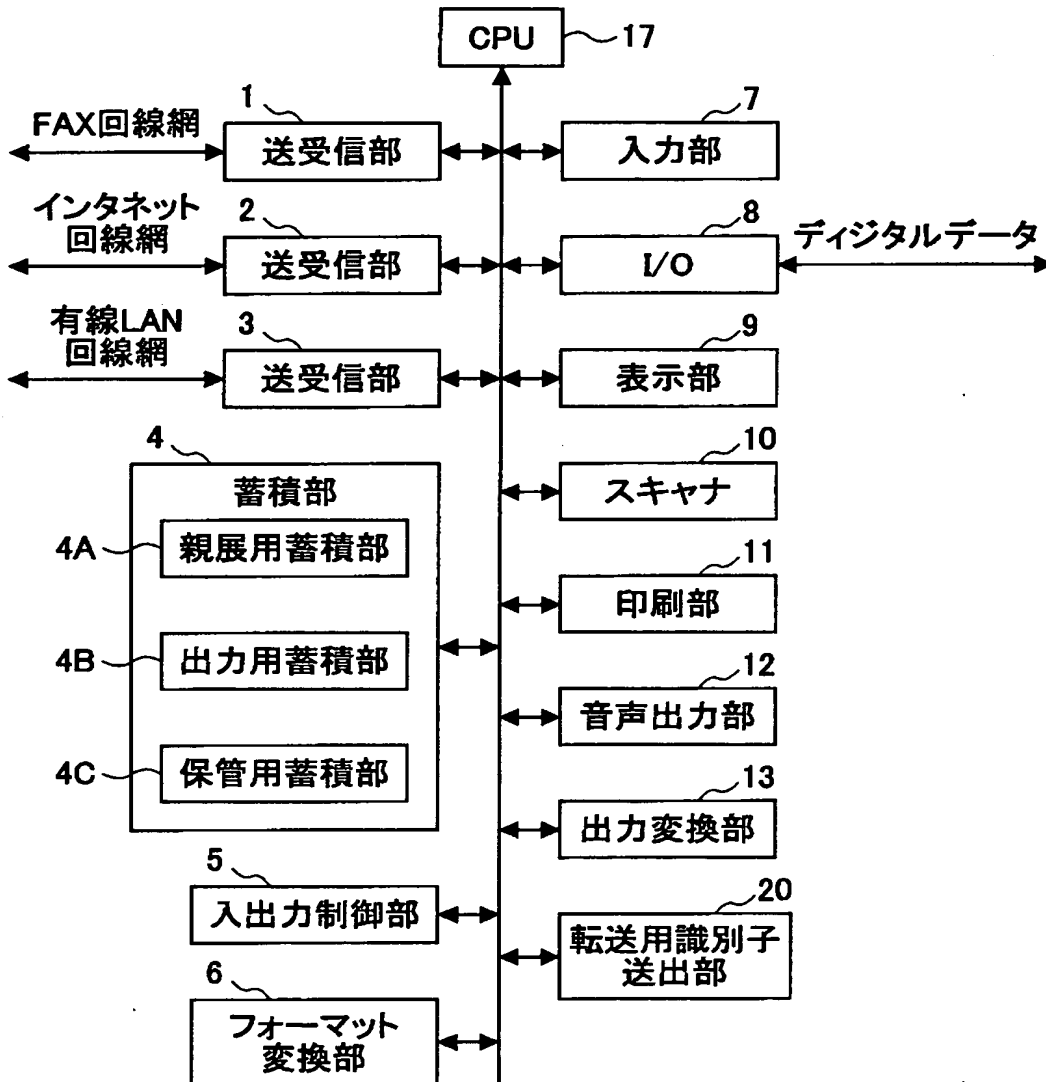 CPU
17
1
FAX回線網
送受信部
7
入力部
インタネット
回線網
2
送受信部
8
I/O
ディジタルデータ
有線LAN
回線網
3
送受信部
9
表示部
4
蓄積部
4A
親展用蓄積部
4B
出力用蓄積部
4C
保管用蓄積部
10
スキャナ
11
印刷部
12
音声出力部
13
出力変換部
5
入出力制御部
20
転送用識別子
送出部
6
フォーマット
変換部